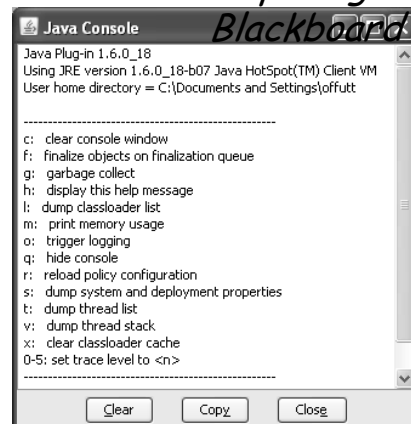 Blackboard
Java Console
Java Plug-in 1.6.0_18
Using JRE version 1.6.0_18-b07 Java HotSpot(TM) Client VM
User home directory = C:\Documents and Settings\offutt
----------------------------------------------------
c: clear console window
f: finalize objects on finalization queue
g: garbage collect
h: display this help message
l: dump classloader list
m: print memory usage
o: trigger logging
q: hide console
r: reload policy configuration
s: dump system and deployment properties
t: dump thread list
v: dump thread stack
x: clear classloader cache
0-5: set trace level to <n>
----------------------------------------------------
Clear Copy Close